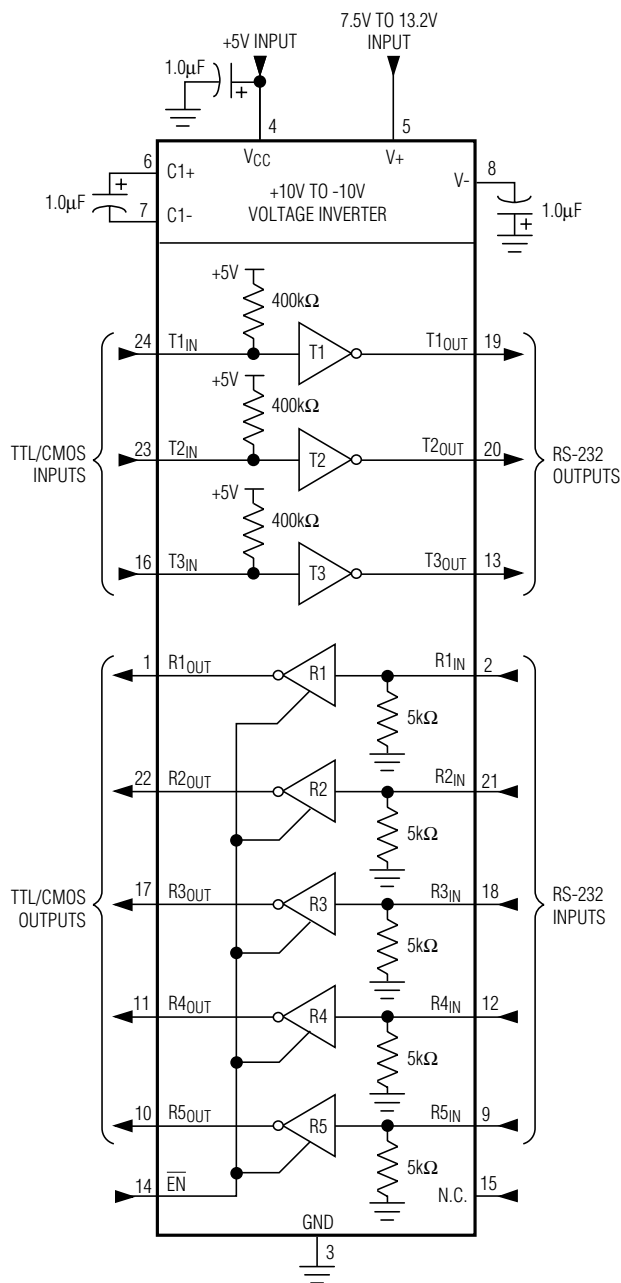 +5V INPUT
7.5V TO 13.2V
INPUT
1.0µF
+
4
5
VCC
V+
6
C1+
+
1.0µF
7
C1-
+10V TO -10V
VOLTAGE INVERTER
V-
8
1.0µF
+
+5V
400kΩ
24
T1IN
T1
T1OUT
19
+5V
400kΩ
TTL/CMOS
INPUTS
23
T2IN
T2
T2OUT
20
RS-232
OUTPUTS
+5V
400kΩ
16
T3IN
T3
T3OUT
13
1
R1OUT
R1
R1IN
2
5kΩ
22
R2OUT
R2
R2IN
21
5kΩ
TTL/CMOS
OUTPUTS
17
R3OUT
R3
R3IN
18
RS-232
INPUTS
5kΩ
11
R4OUT
R4
R4IN
12
5kΩ
10
R5OUT
R5
R5IN
9
5kΩ
14
E̅N̅
N.C.
15
GND
3